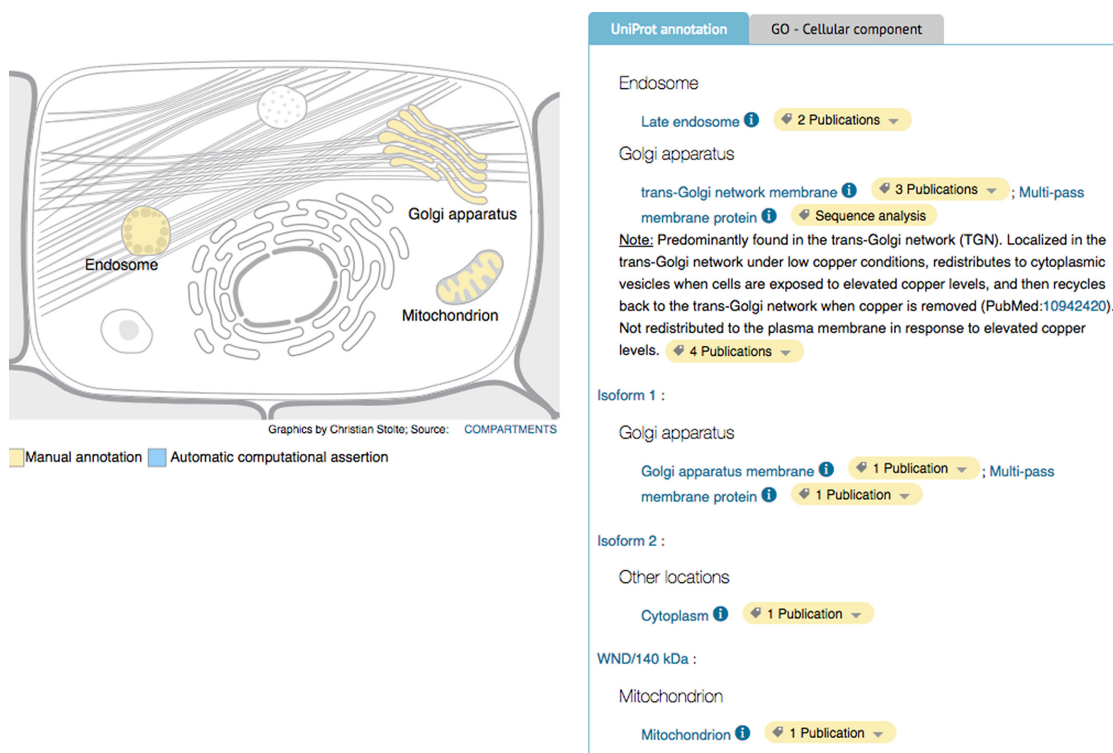 Golgi apparatus
Endosome
Mitochondrion
Graphics by Christian Stolte; Source: COMPARTMENTS
Manual annotation Automatic computational assertion
UniProt annotation GO - Cellular component
Endosome
Late endosome i 2 Publications
Golgi apparatus
trans-Golgi network membrane i 3 Publications ; Multi-pass
membrane protein i Sequence analysis
Note: Predominantly found in the trans-Golgi network (TGN). Localized in the
trans-Golgi network under low copper conditions, redistributes to cytoplasmic
vesicles when cells are exposed to elevated copper levels, and then recycles
back to the trans-Golgi network when copper is removed (PubMed:10942420).
Not redistributed to the plasma membrane in response to elevated copper
levels. 4 Publications
Isoform 1 :
Golgi apparatus
Golgi apparatus membrane i 1 Publication ; Multi-pass
membrane protein i 1 Publication
Isoform 2 :
Other locations
Cytoplasm i 1 Publication
WND/140 kDa :
Mitochondrion
Mitochondrion i 1 Publication